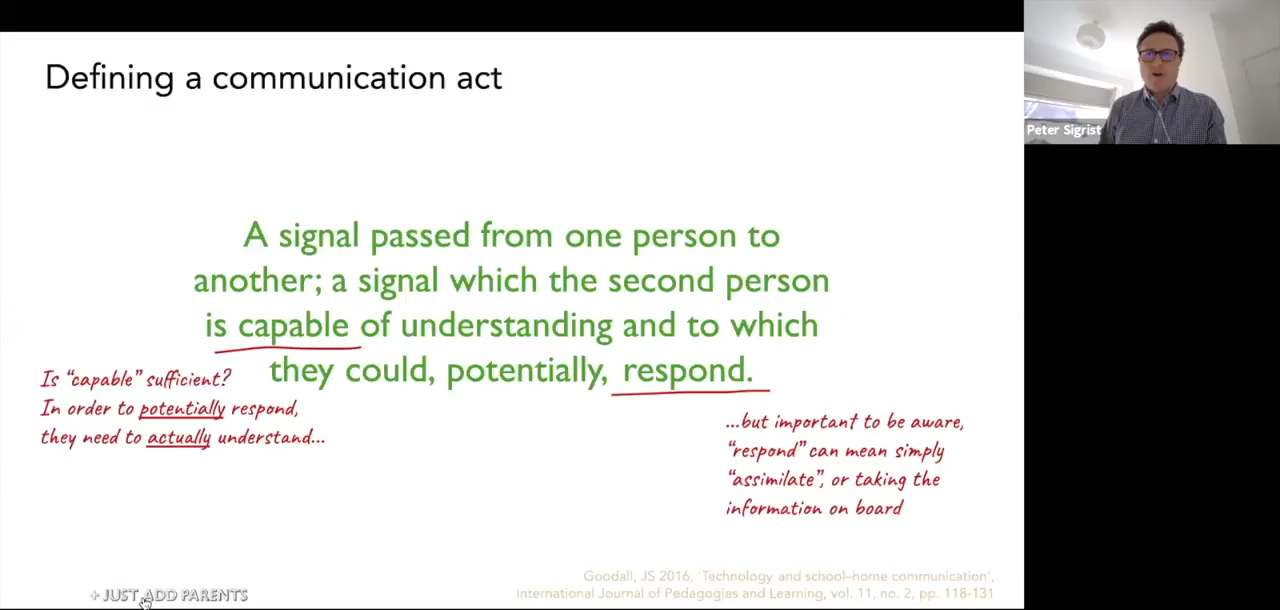 Defining a communication act
Peter Sigrist
A signal passed from one person to
another; a signal which the second person
is capable of understanding and to which
they could, potentially, respond.
Is “capable” sufficient?
In order to potentially respond,
they need to actually understand...
...but important to be aware,
“respond” can mean simply
“assimilate”, or taking the
information on board
Goodall, JS 2016, ‘Technology and school–home communication’,
International Journal of Pedagogies and Learning, vol. 11, no. 2, pp. 118-131
+ JUST ADD PARENTS